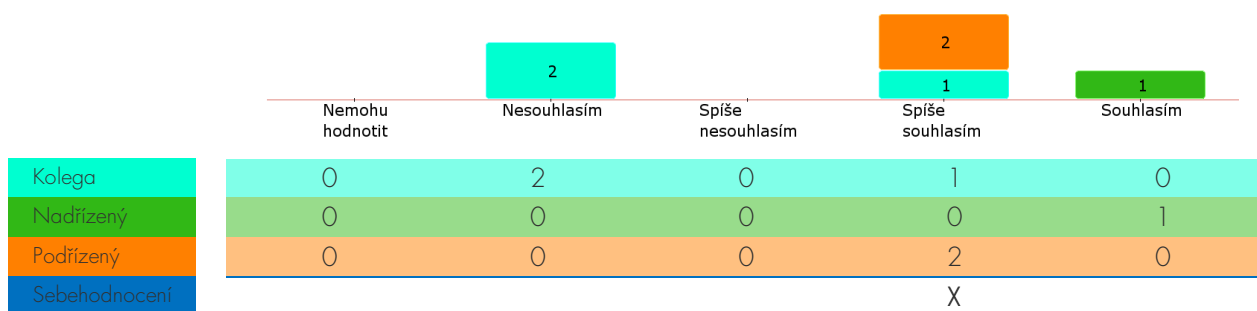 2
2
1
1
Nemohu
hodnotit
Nesouhlasím
Spíše
nesouhlasím
Spíše
souhlasím
Souhlasím
Kolega 0 2 0 1 0
Nadřízený 0 0 0 0 1
Podřízený 0 0 0 2 0
Sebehodnocení X